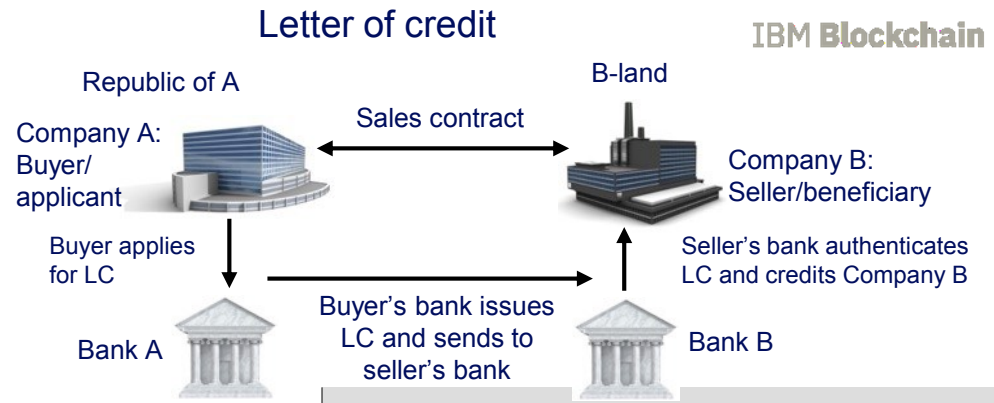 Letter of credit
IBM Blockchain
Republic of A
B-land
Company A:
Buyer/
applicant
Sales contract
Company B:
Seller/beneficiary
Buyer applies
for LC
Seller’s bank authenticates
LC and credits Company B
Buyer’s bank issues
LC and sends to
seller’s bank
Bank A
Bank B